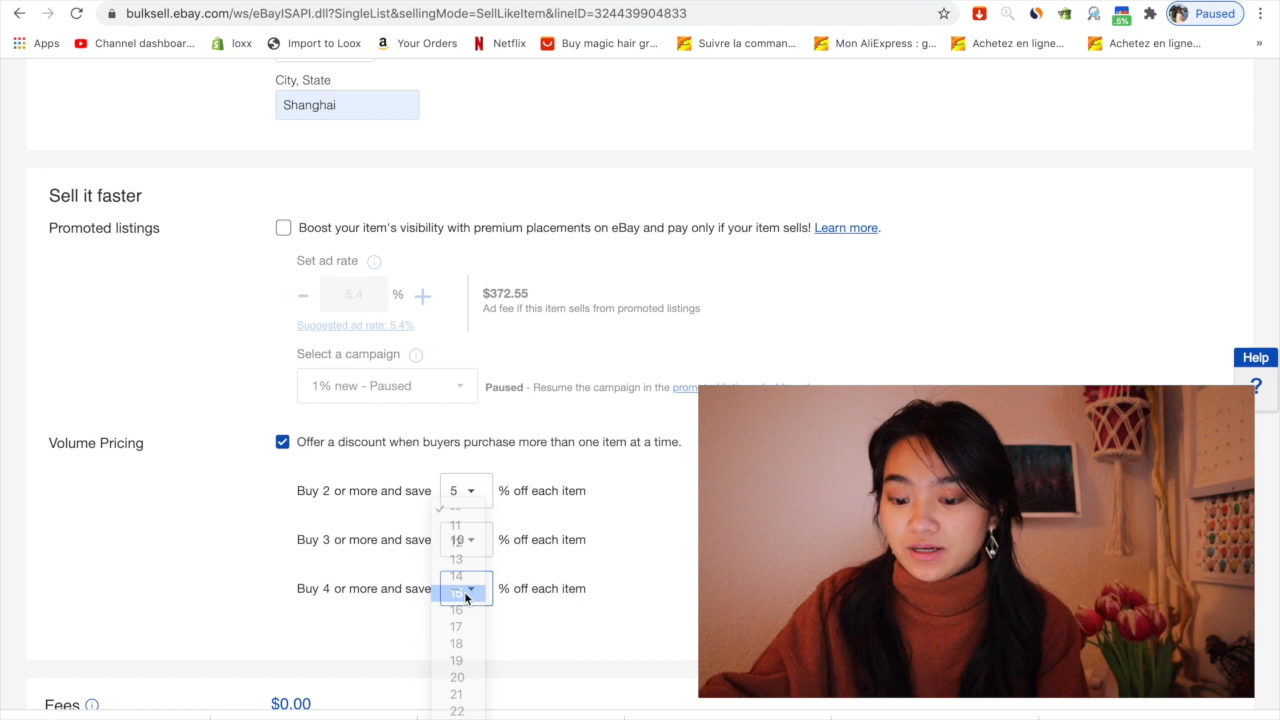 bulksell.ebay.com/ws/eBayISAPI.dll?SingleList&sellingMode=SellLikeItem&lineID=324439904833
.5%
Paused
Apps
Channel dashboar...
loxx
Import to Loox
Your Orders
Netflix
Buy magic hair gr...
Suivre la comman...
Mon AliExpress : g...
Achetez en ligne...
Achetez en ligne...
»
City, State
Shanghai
Sell it faster
Promoted listings
Boost your item's visibility with premium placements on eBay and pay only if your item sells! Learn more.
Set ad rate
5.4 %
$372.55
Ad fee if this item sells from promoted listings
Suggested ad rate: 5.4%
Select a campaign
1% new - Paused
Paused - Resume the campaign in the
Help
?
Volume Pricing
Offer a discount when buyers purchase more than one item at a time.
Buy 2 or more and save 5 % off each item
Buy 3 or more and save 10 % off each item
Buy 4 or more and save % off each item
11
12
13
14
15
16
17
18
19
20
21
22
Fees
$0.00